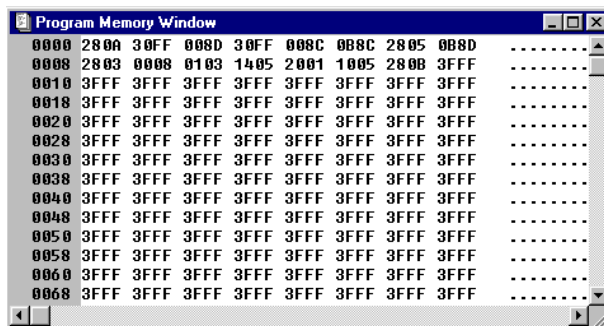 Program Memory Window
0000 280A 30FF 008D 30FF 008C 0B8C 2805 0B8D ........
0008 2803 0008 0103 1405 2001 1005 280B 3FFF ........
0010 3FFF 3FFF 3FFF 3FFF 3FFF 3FFF 3FFF 3FFF ........
0018 3FFF 3FFF 3FFF 3FFF 3FFF 3FFF 3FFF 3FFF ........
0020 3FFF 3FFF 3FFF 3FFF 3FFF 3FFF 3FFF 3FFF ........
0028 3FFF 3FFF 3FFF 3FFF 3FFF 3FFF 3FFF 3FFF ........
0030 3FFF 3FFF 3FFF 3FFF 3FFF 3FFF 3FFF 3FFF ........
0038 3FFF 3FFF 3FFF 3FFF 3FFF 3FFF 3FFF 3FFF ........
0040 3FFF 3FFF 3FFF 3FFF 3FFF 3FFF 3FFF 3FFF ........
0048 3FFF 3FFF 3FFF 3FFF 3FFF 3FFF 3FFF 3FFF ........
0050 3FFF 3FFF 3FFF 3FFF 3FFF 3FFF 3FFF 3FFF ........
0058 3FFF 3FFF 3FFF 3FFF 3FFF 3FFF 3FFF 3FFF ........
0060 3FFF 3FFF 3FFF 3FFF 3FFF 3FFF 3FFF 3FFF ........
0068 3FFF 3FFF 3FFF 3FFF 3FFF 3FFF 3FFF 3FFF ........